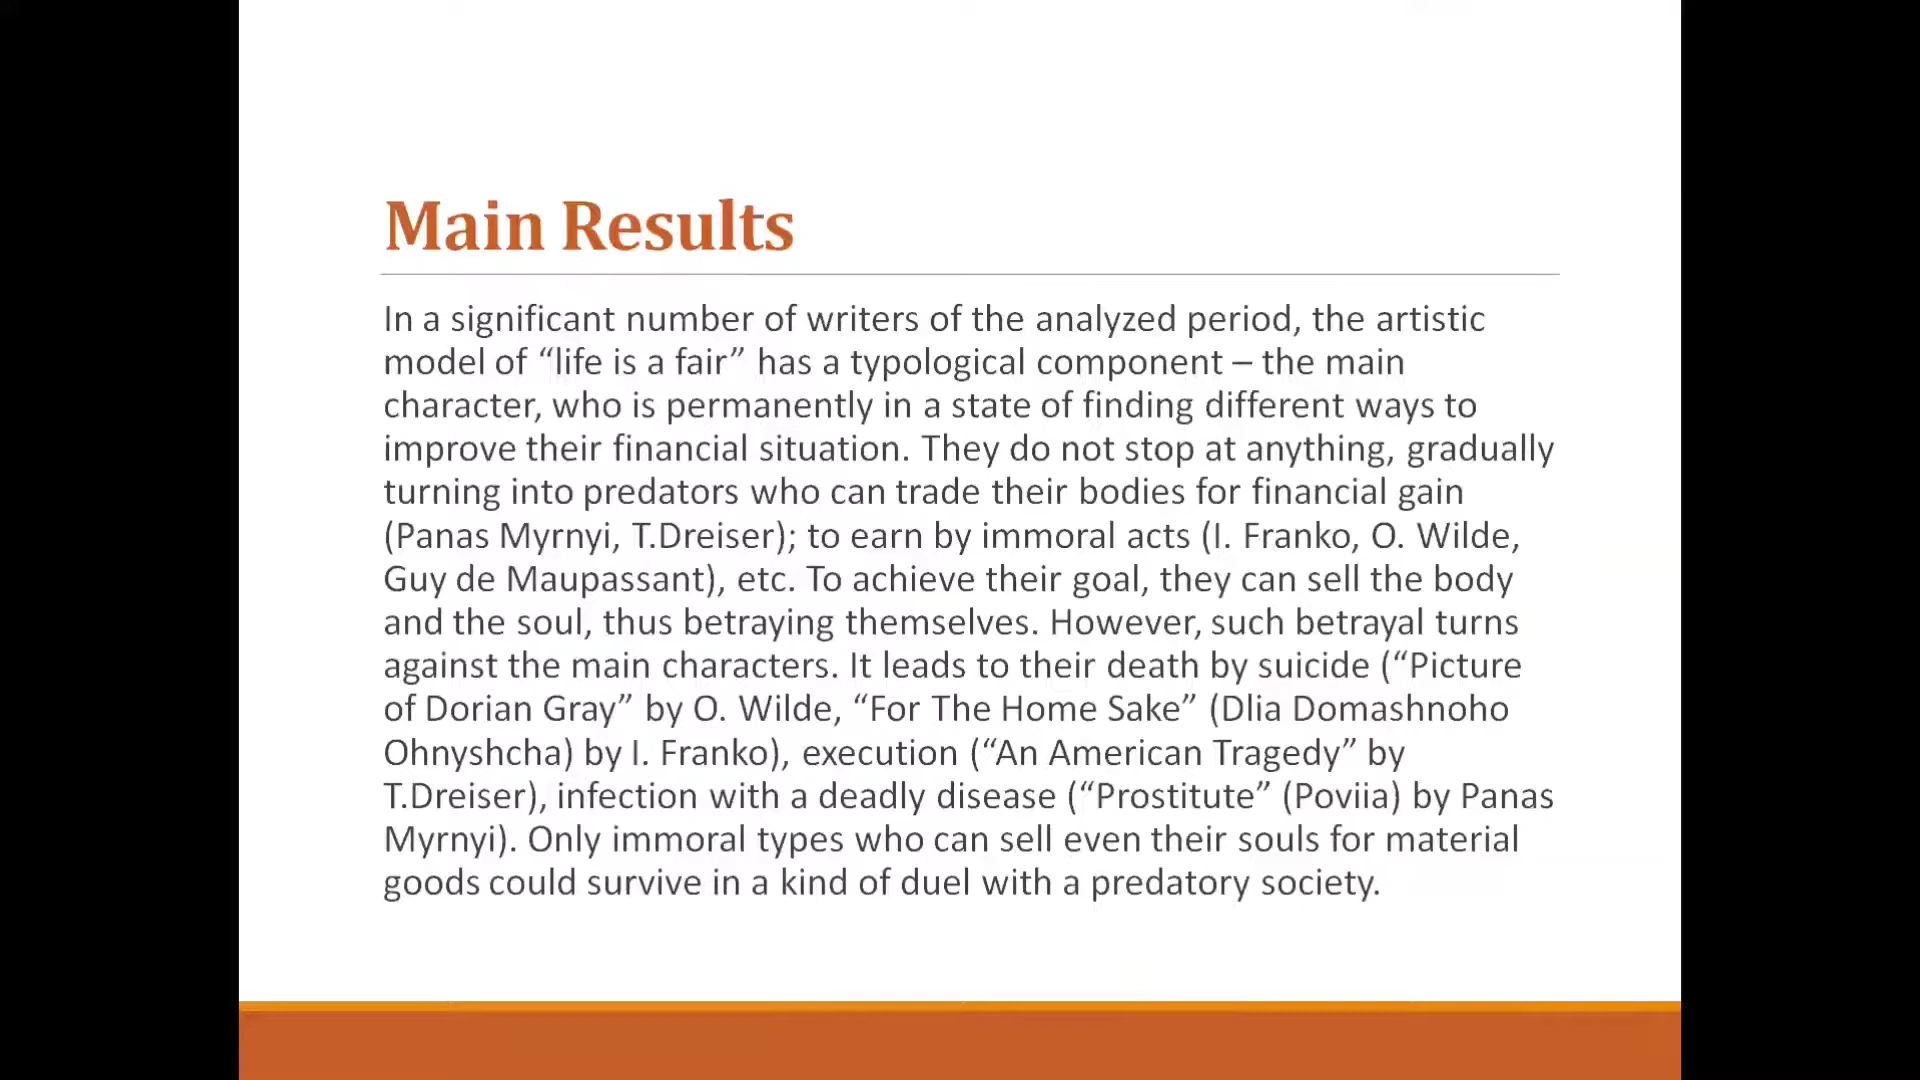 Main Results
In a significant number of writers of the analyzed period, the artistic
model of “life is a fair” has a typological component – the main
character, who is permanently in a state of finding different ways to
improve their financial situation. They do not stop at anything, gradually
turning into predators who can trade their bodies for financial gain
(Panas Myrnyi, T.Dreiser); to earn by immoral acts (I. Franko, O. Wilde,
Guy de Maupassant), etc. To achieve their goal, they can sell the body
and the soul, thus betraying themselves. However, such betrayal turns
against the main characters. It leads to their death by suicide (“Picture
of Dorian Gray” by O. Wilde, “For The Home Sake” (Dlia Domashnoho
Ohnyshcha) by I. Franko), execution (“An American Tragedy” by
T.Dreiser), infection with a deadly disease (“Prostitute” (Poviia) by Panas
Myrnyi). Only immoral types who can sell even their souls for material
goods could survive in a kind of duel with a predatory society.